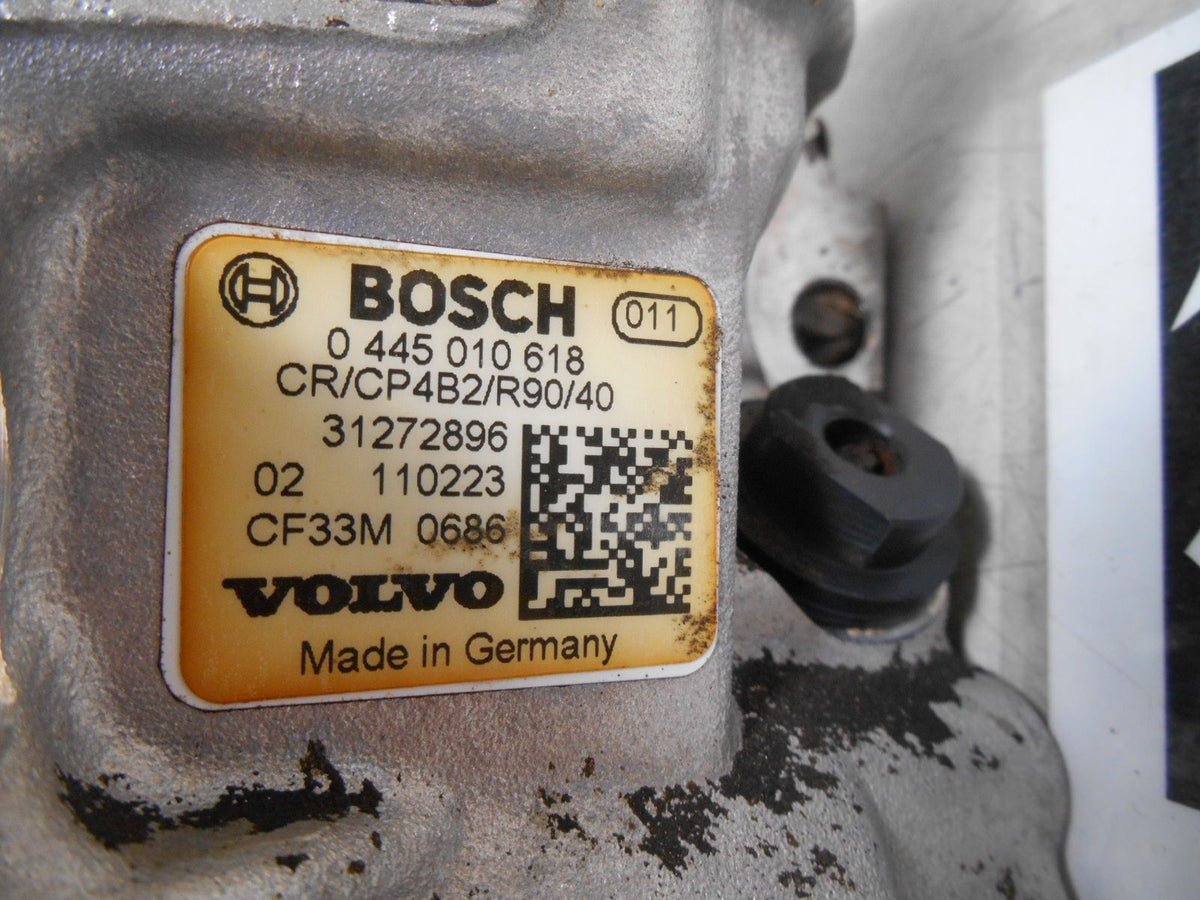 BOSCH 011
0 445 010 618
CR/CP4B2/R90/40
31272896
02 110223
CF33M 0686
VOLVO
Made in Germany